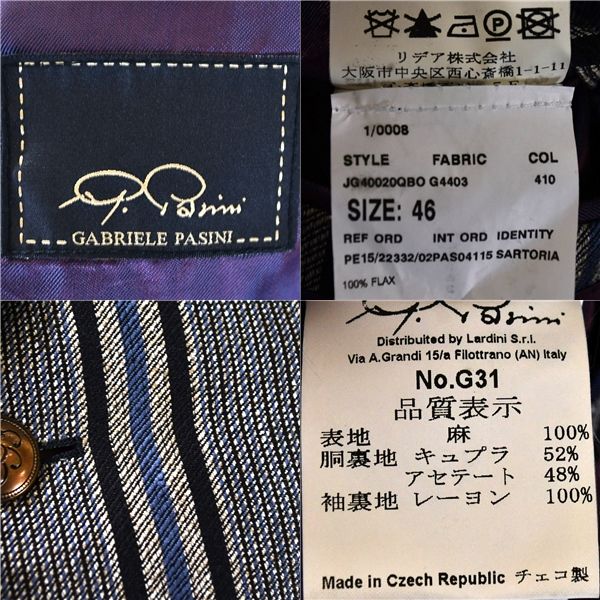 G. Pasini
GABRIELE PASINI
リデア株式会社
大阪市中央区西心斎橋1-1-11
1/0008
STYLE FABRIC COL
JG40020QBO G4403 410
SIZE: 46
REF ORD INT ORD IDENTITY
PE15/22332/02PAS04115 SARTORIA
100% FLAX
Distribuited by Lardini S.r.l.
Via A.Grandi 15/a Filottrano (AN) Italy
No.G31
品質表示
表地 麻 100%
胴裏地 キュプラ 52%
アセテート 48%
袖裏地 レーヨン 100%
Made in Czech Republic チェコ製